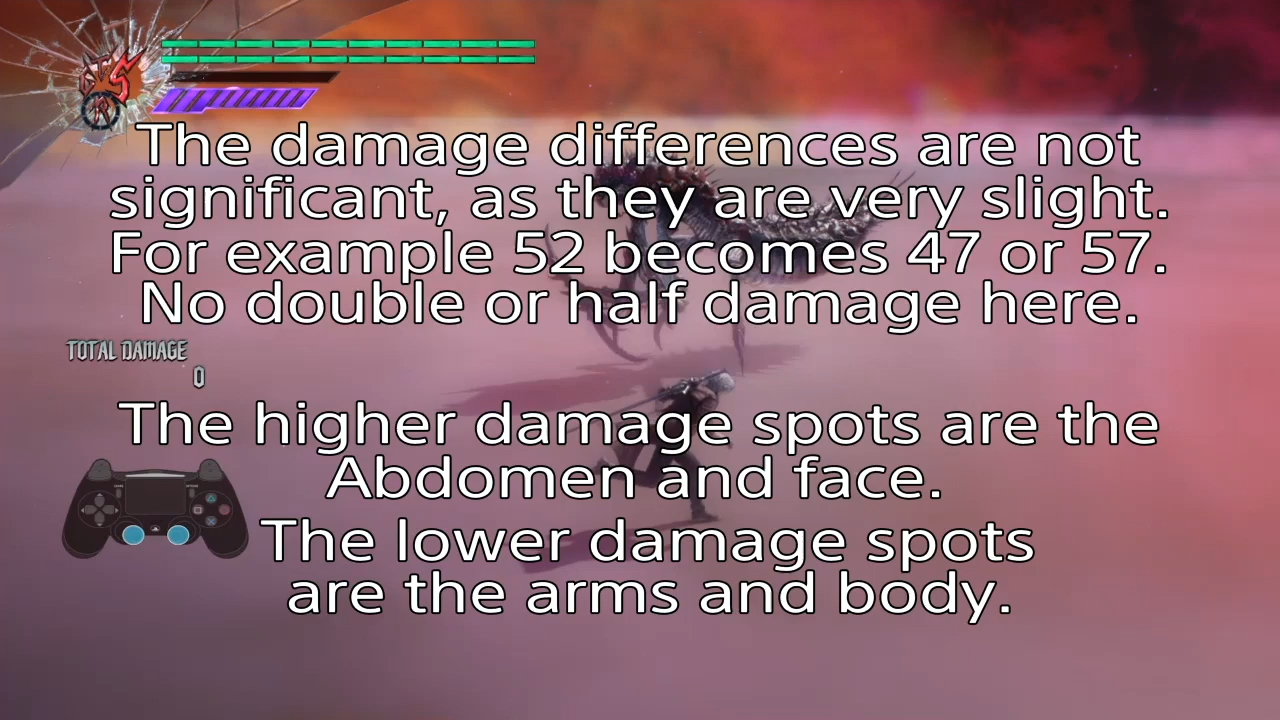 The damage differences are not
significant, as they are very slight.
For example 52 becomes 47 or 57.
No double or half damage here.
TOTAL DAMAGE
0
The higher damage spots are the
Abdomen and face.
The lower damage spots
are the arms and body.